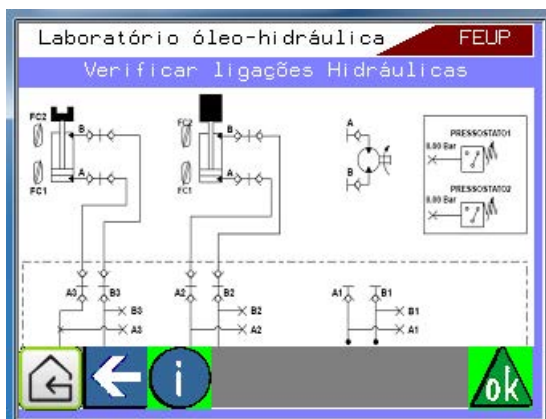 Laboratório óleo-hidráulica FEUP
Verificar ligações Hidráulicas
FC2 B FC2 B A PRESSOSTATO1
0.00 Bar
FC1 A FC1 A B PRESSOSTATO2
0.00 Bar
A3 B3 A2 B2 A1 B1
B3 B2 B1
A3 A2 A1
i ok